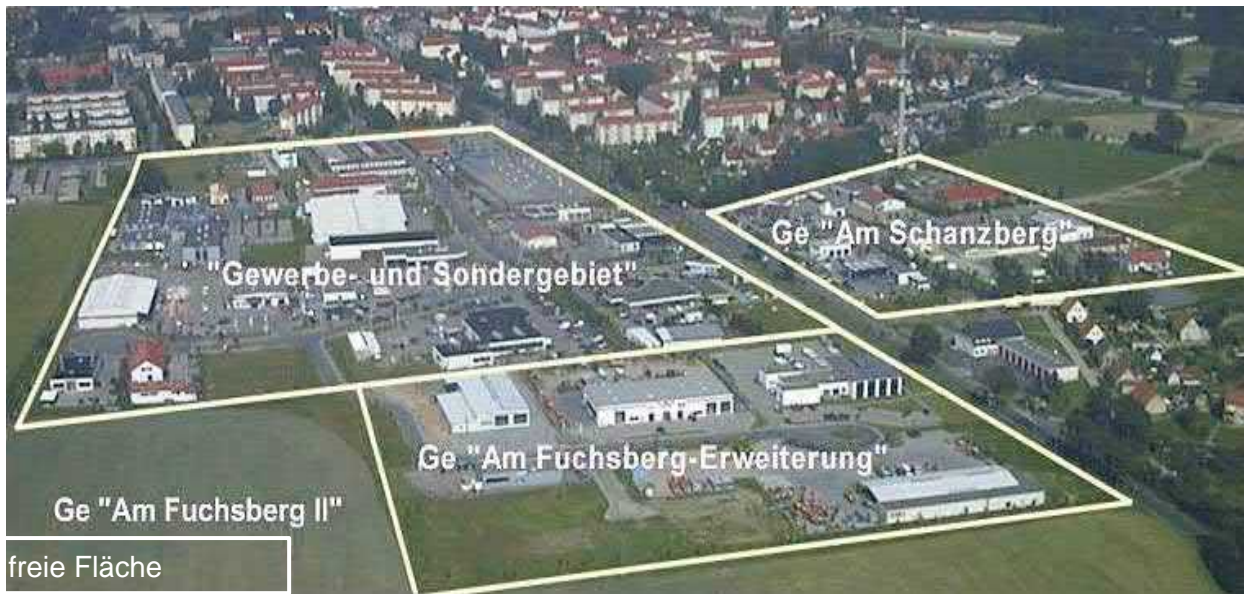 Ge "Am Schanzberg"
"Gewerbe- und Sondergebiet"
Ge "Am Fuchsberg-Erweiterung"
Ge "Am Fuchsberg II"
freie Fläche